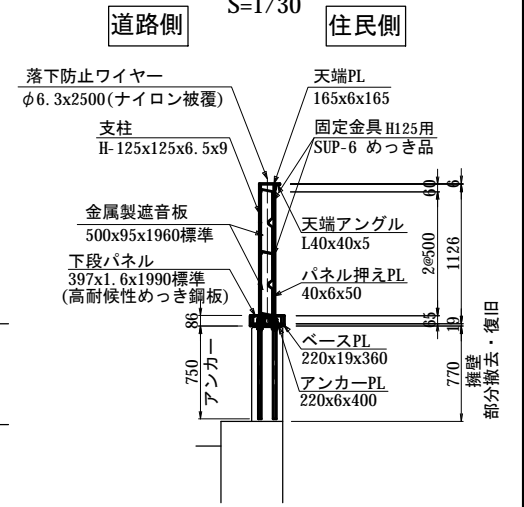 S=1/30
道路側
住民側
落下防止ワイヤー
φ6.3x2500(ナイロン被覆)
天端PL
165x6x165
支柱
H-125x125x6.5x9
固定金具 H125用
SUP-6 めっき品
金属製遮音板
500x95x1960標準
天端アングル
L40x40x5
下段パネル
397x1.6x1990標準
(高耐候性めっき鋼板)
パネル押えPL
40x6x50
ベースPL
220x19x360
アンカーPL
220x6x400
86
750
アンカー
60
2@500
65
6
1126
19
770
擁壁
部分撤去・復旧